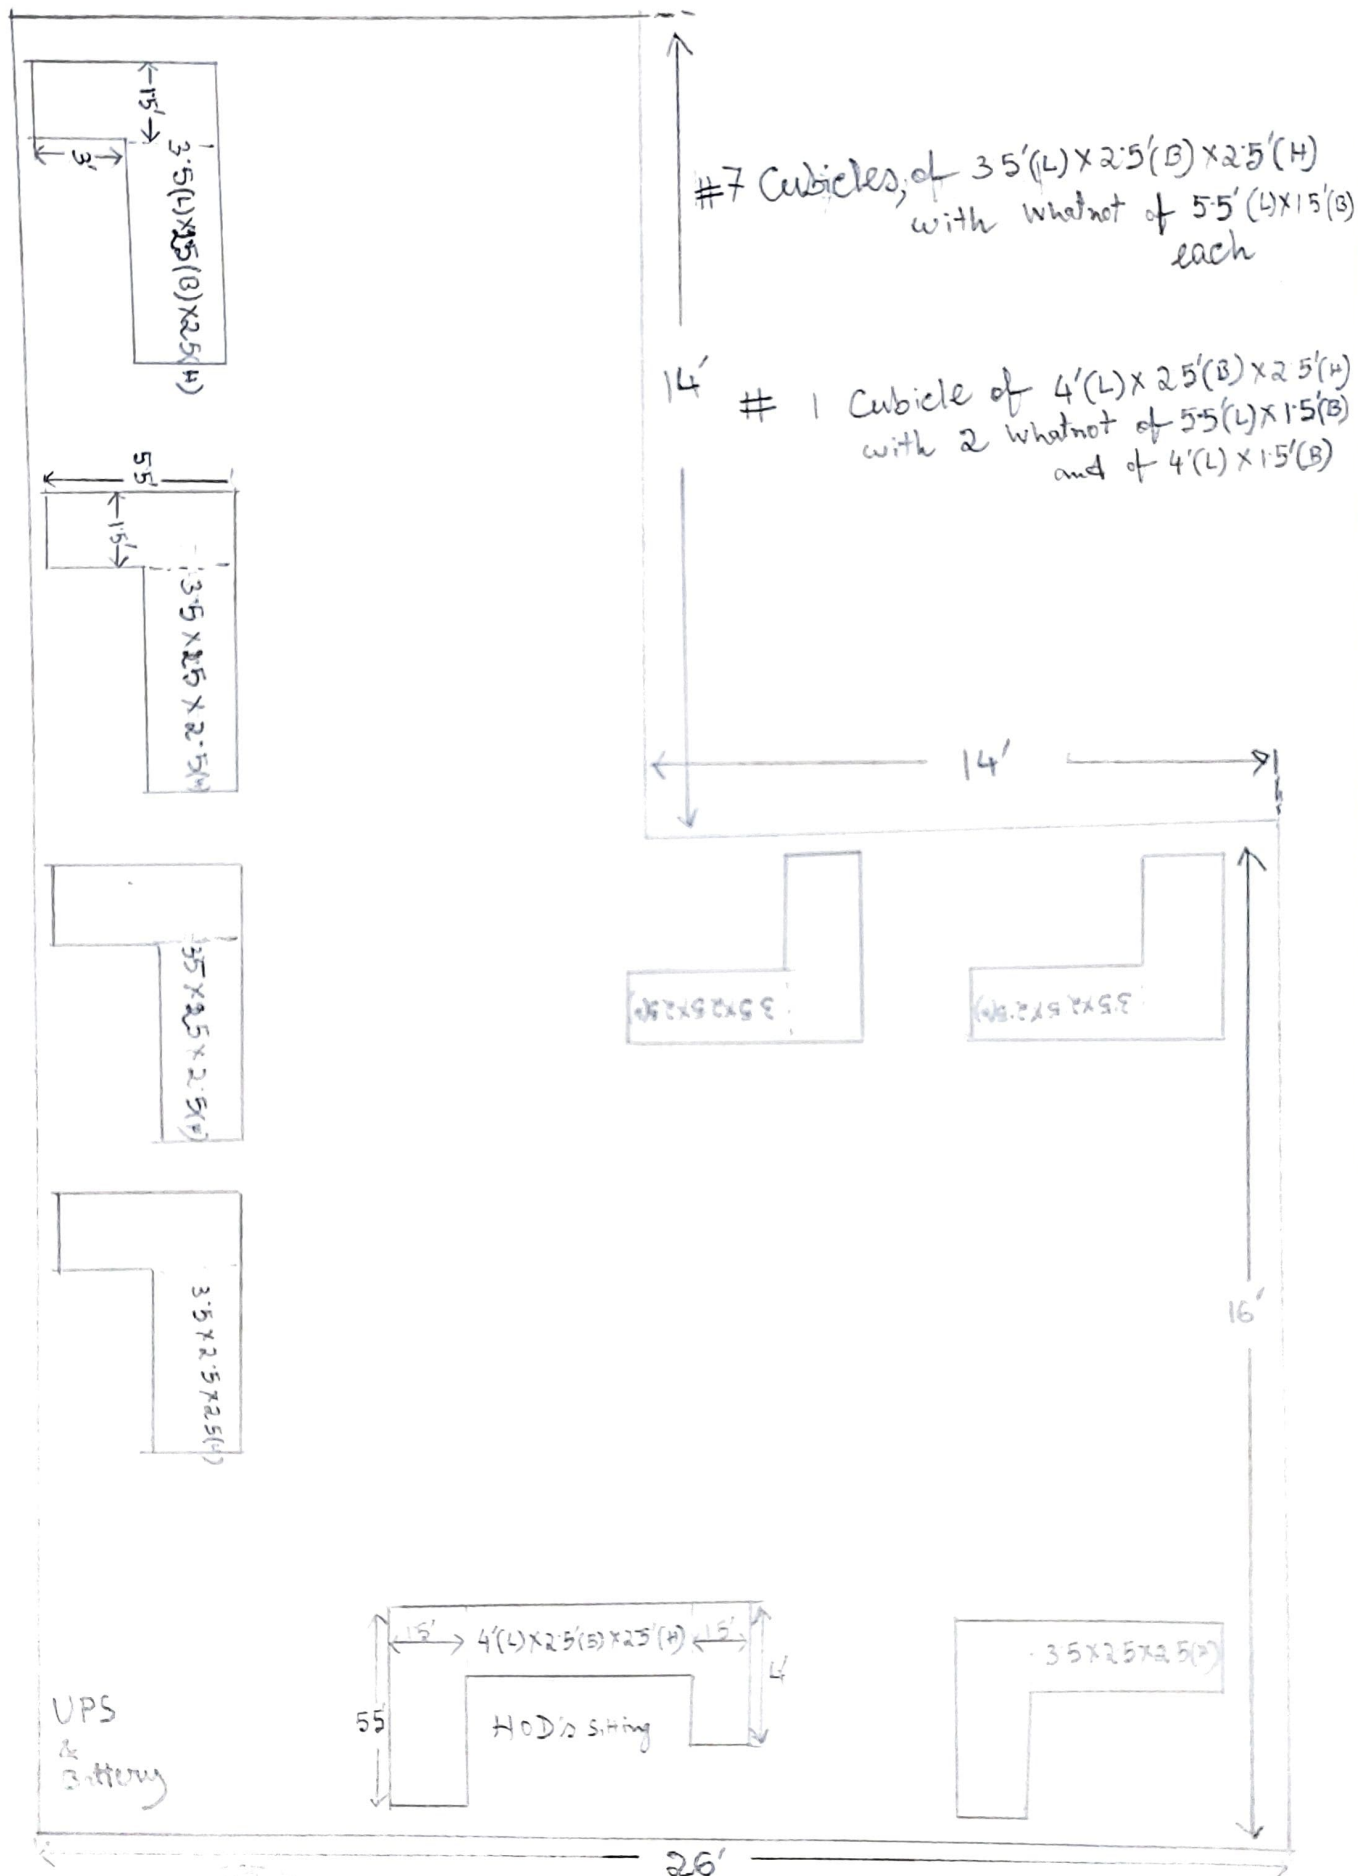 #7 Cubicles, of 3.5'(L) X 2.5'(B) X 2.5'(H)
with whatnot of 5.5'(L) X 1.5'(B)
each
# 1 Cubicle of 4'(L) X 2.5'(B) X 2.5'(H)
with 2 whatnot of 5.5'(L) X 1.5'(B)
and of 4'(L) X 1.5'(B)
1.5'
3'
3.5(L) X 2.5(B) X 2.5(H)
14'
5.5'
1.5'
3.5 X 2.5 X 2.5(H)
14'
3.5 X 2.5 X 2.5(H)
3.5 X 2.5 X 2.5(H)
3.5 X 2.5 X 2.5(H)
3.5 X 2.5 X 2.5(H)
16'
1.5'
4'(L) X 2.5'(B) X 2.5'(H)
1.5'
4'
5.5
HOD's sitting
3.5 X 2.5 X 2.5(H)
UPS
&
Battery
26'